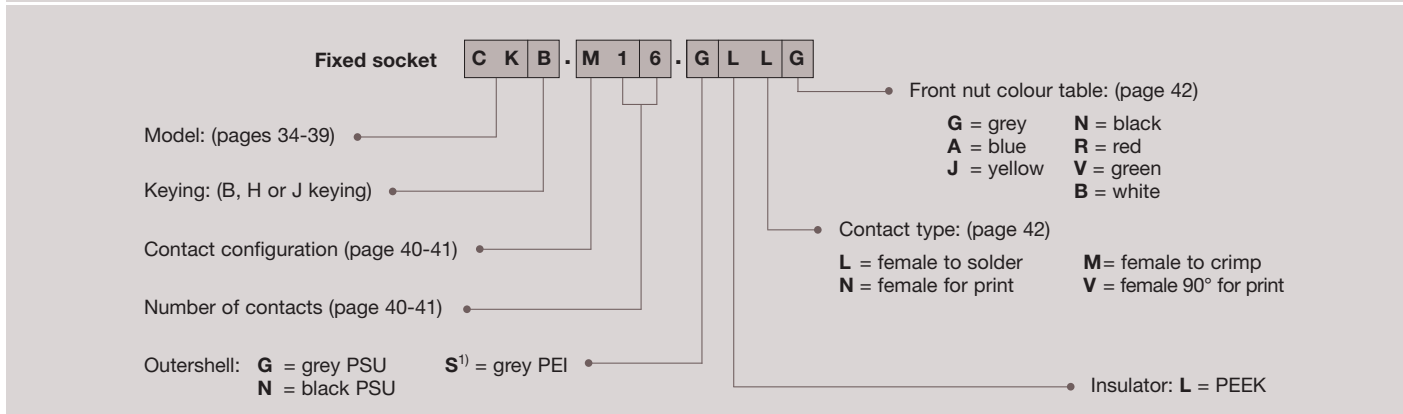 Fixed socket C K B . M 1 6 . G L L G
Front nut colour table: (page 42)
G = grey N = black
A = blue R = red
J = yellow V = green
B = white
Model: (pages 34-39)
Keying: (B, H or J keying)
Contact type: (page 42)
L = female to solder M= female to crimp
N = female for print V = female 90° for print
Contact configuration (page 40-41)
Number of contacts (page 40-41)
Outershell: G = grey PSU S1) = grey PEI
N = black PSU
Insulator: L = PEEK